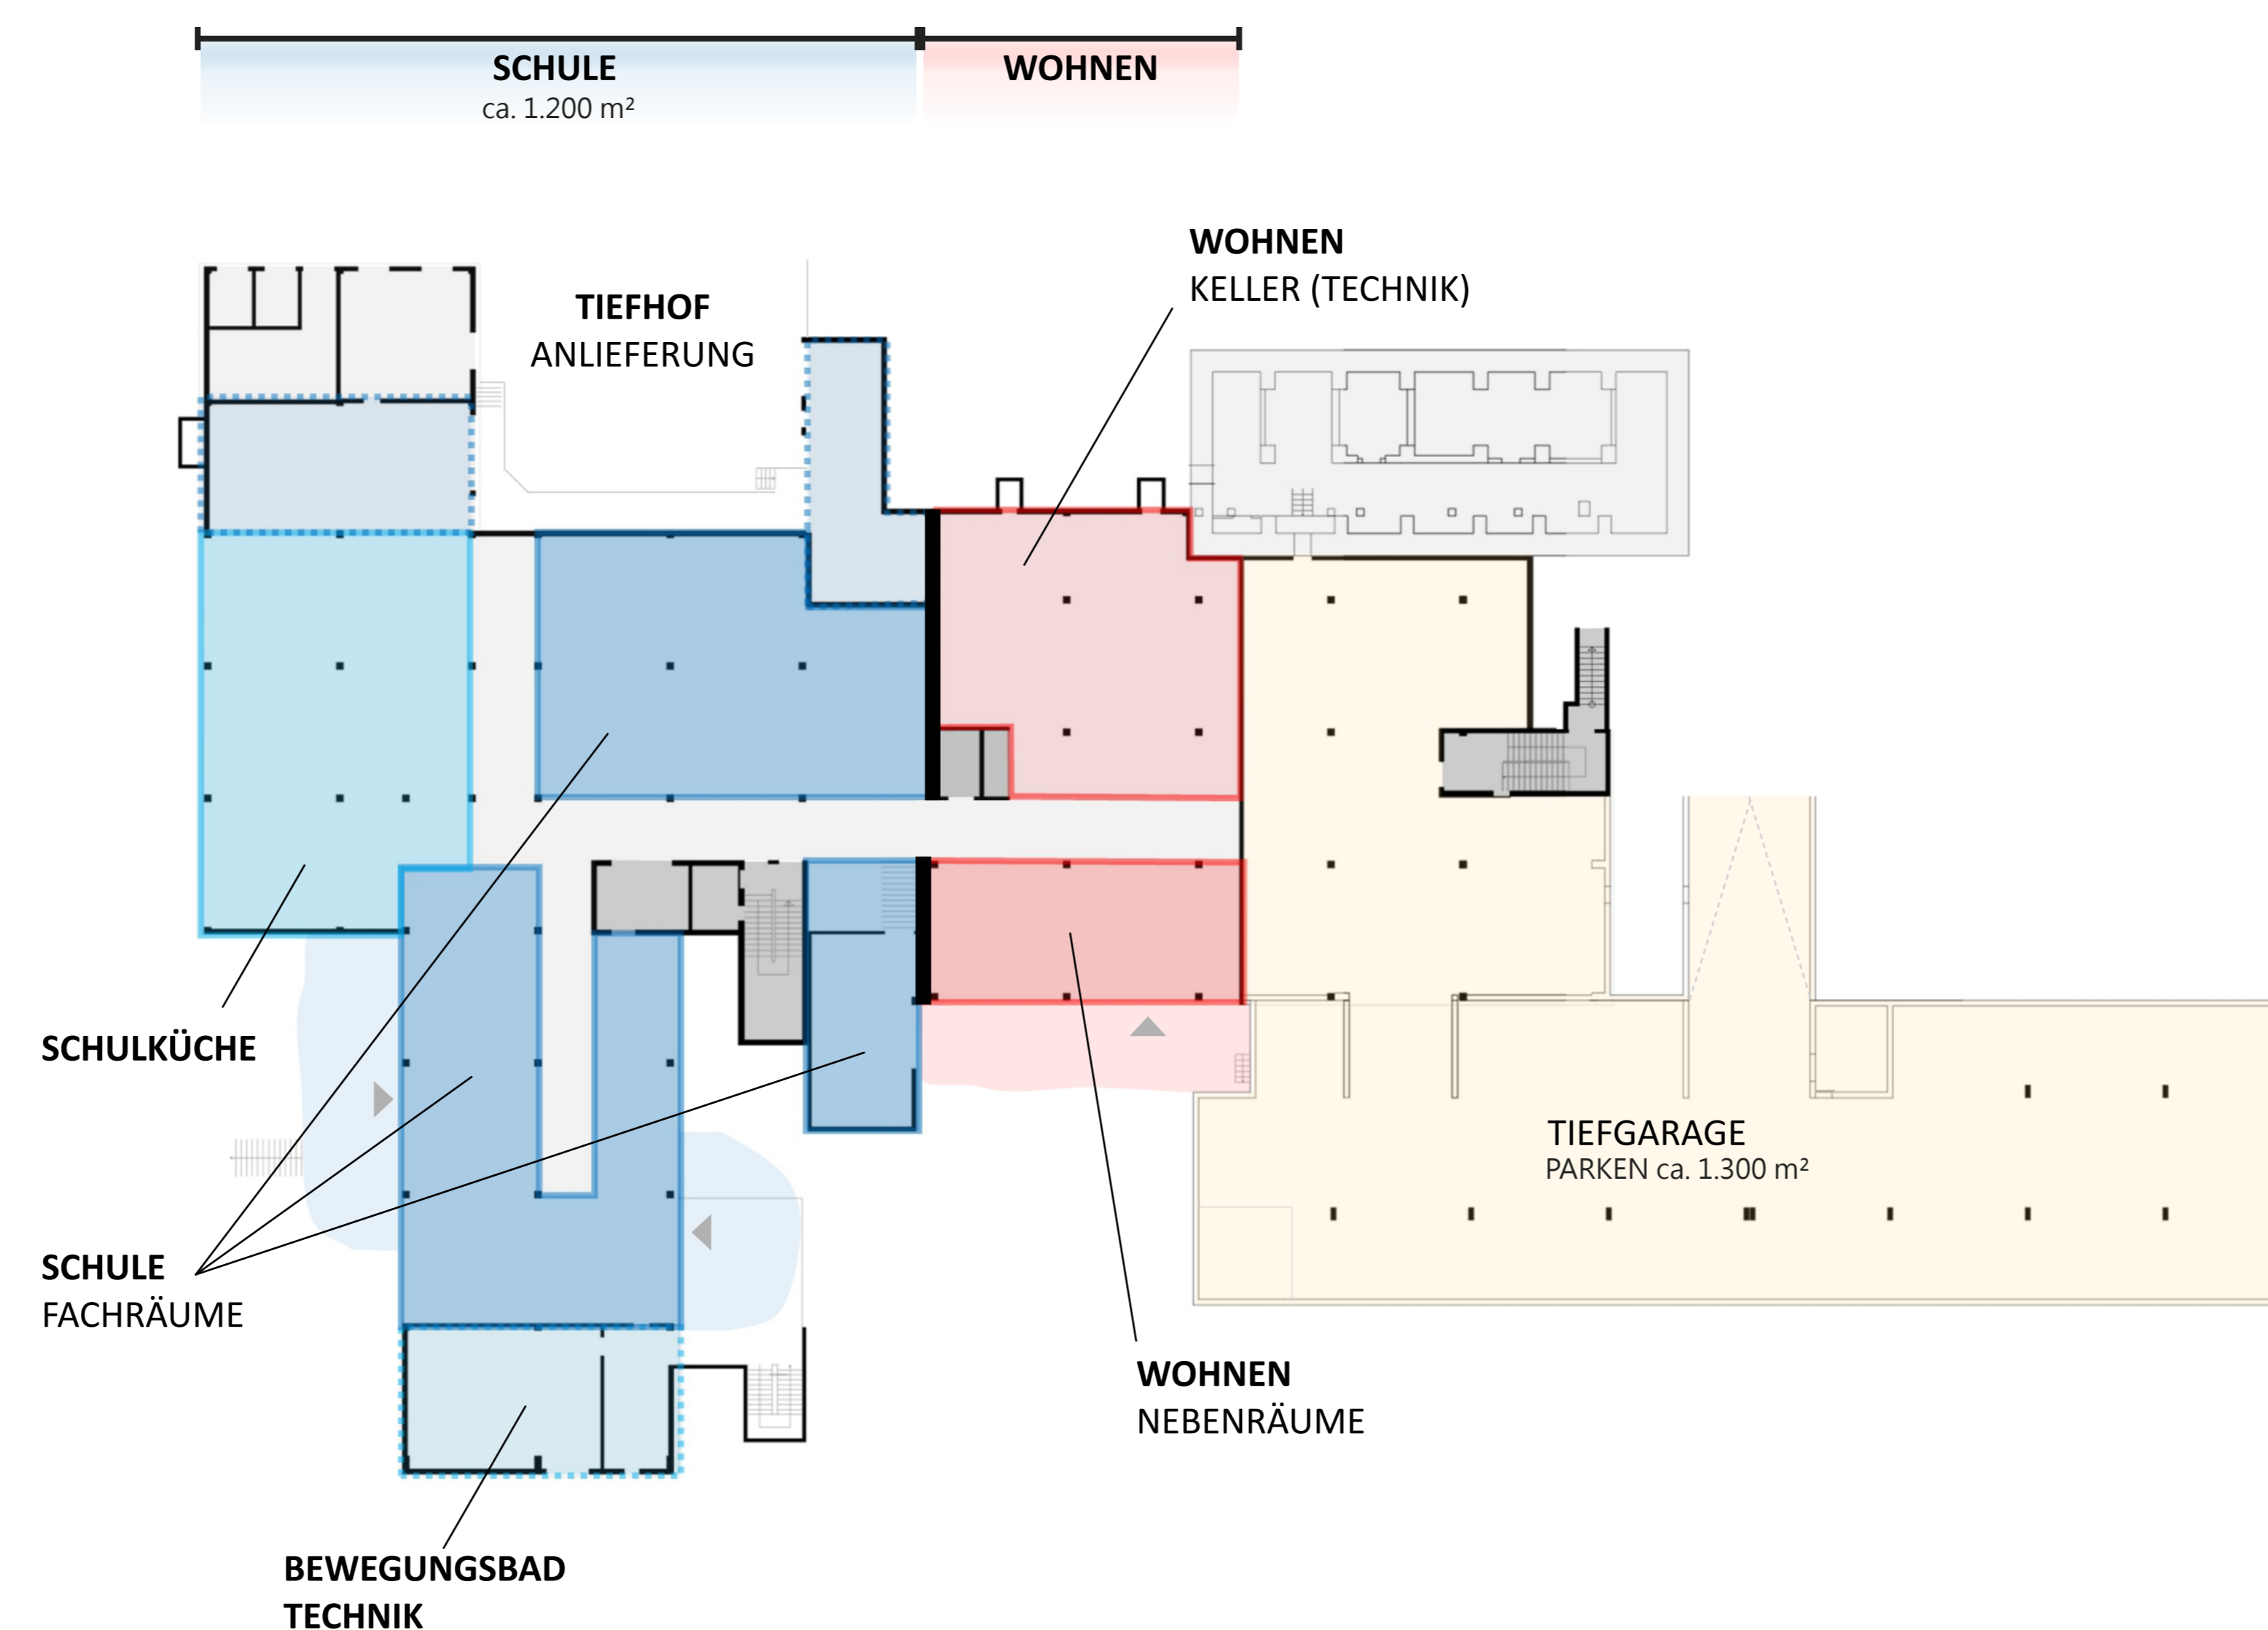 SCHULE
ca. 1.200 m²
WOHNEN
WOHNEN
KELLER (TECHNIK)
TIEFHOF
ANLIEFERUNG
SCHULKÜCHE
TIEFGARAGE
PARKEN ca. 1.300 m²
SCHULE
FACHRÄUME
WOHNEN
NEBENRÄUME
BEWEGUNGSBAD
TECHNIK